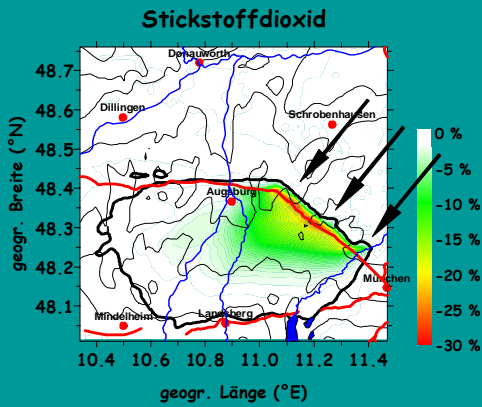 Stickstoffdioxid
Donauwörth
48.7
0 %
Dillingen
48.6
Schrobenhausen
-5 %
48.5
-10 %
48.4
Augsburg
-15 %
48.3
-20 %
48.2
München
-25 %
48.1
Mindelheim
Landsberg
-30 %
10.4 10.6 10.8 11.0 11.2 11.4
geogr. Länge (°E)
geogr. Breite (°N)